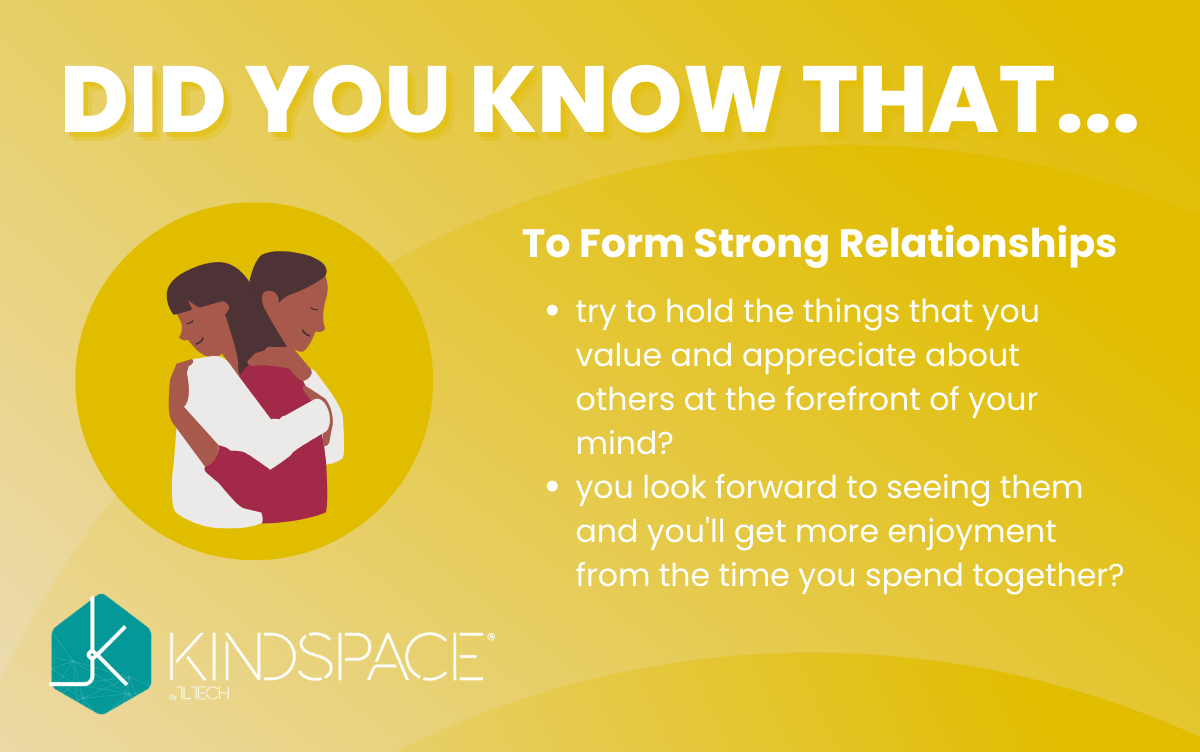 DID YOU KNOW THAT...
To Form Strong Relationships
• try to hold the things that you
value and appreciate about
others at the forefront of your
mind?
• you look forward to seeing them
and you'll get more enjoyment
from the time you spend together?
KINDSPACE®
by 1L1TECH